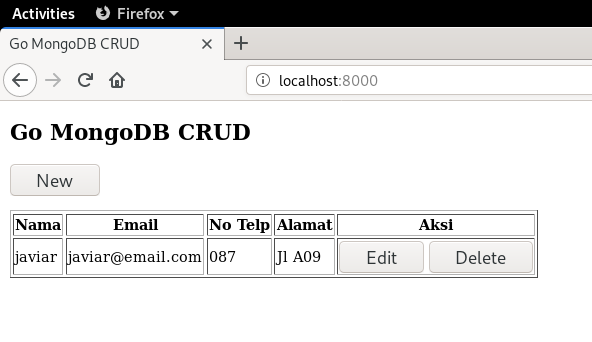 Activities Firefox
Go MongoDB CRUD
localhost:8000
Go MongoDB CRUD
New
Nama Email No Telp Alamat Aksi
javiar javiar@email.com 087 Jl A09 Edit Delete